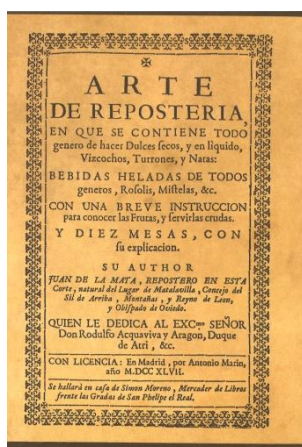 ARTE
DE REPOSTERIA,
EN QUE SE CONTIENE TODO
genero de hacer Dulces secos, y en liquido,
Vizcochos, Turrones, y Natas:
BEBIDAS HELADAS DE TODOS
generos, Rosolis, Mistelas, &c.
CON UNA BREVE INSTRUCCION
para conocer las Frutas, y servirlas crudas.
Y DIEZ MESAS, CON
su explicacion.
SU AUTHOR
JUAN DE LA MATA, REPOSTERO EN ESTA
Corte, natural del Lugar de Matalavilla, Concejo del
Sil de Arriba, Montañas, y Reyno de Leon,
y Obispado de Oviedo.
QUIEN LE DEDICA AL EXCmo SEÑOR
Don Rodulfo Acquaviva y Aragon, Duque
de Atri, &c.
CON LICENCIA: En Madrid, por Antonio Marin,
año M.DCC XLVII.
Se hallará en casa de Simon Moreno, Mercader de Libros
frente las Gradas de San Phelipe el Real.